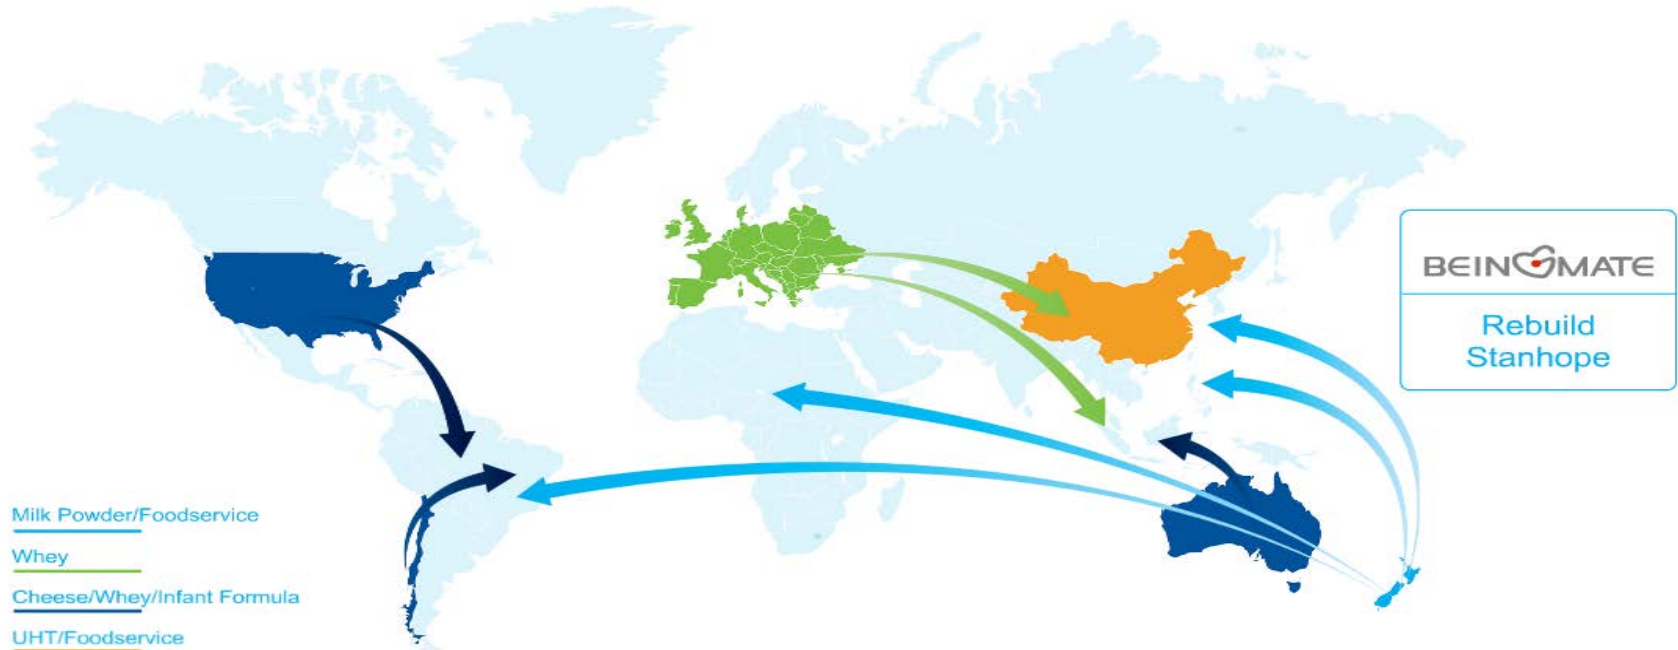 BEINGMATE
Rebuild
Stanhope
Milk Powder/Foodservice
Whey
Cheese/Whey/Infant Formula
UHT/Foodservice